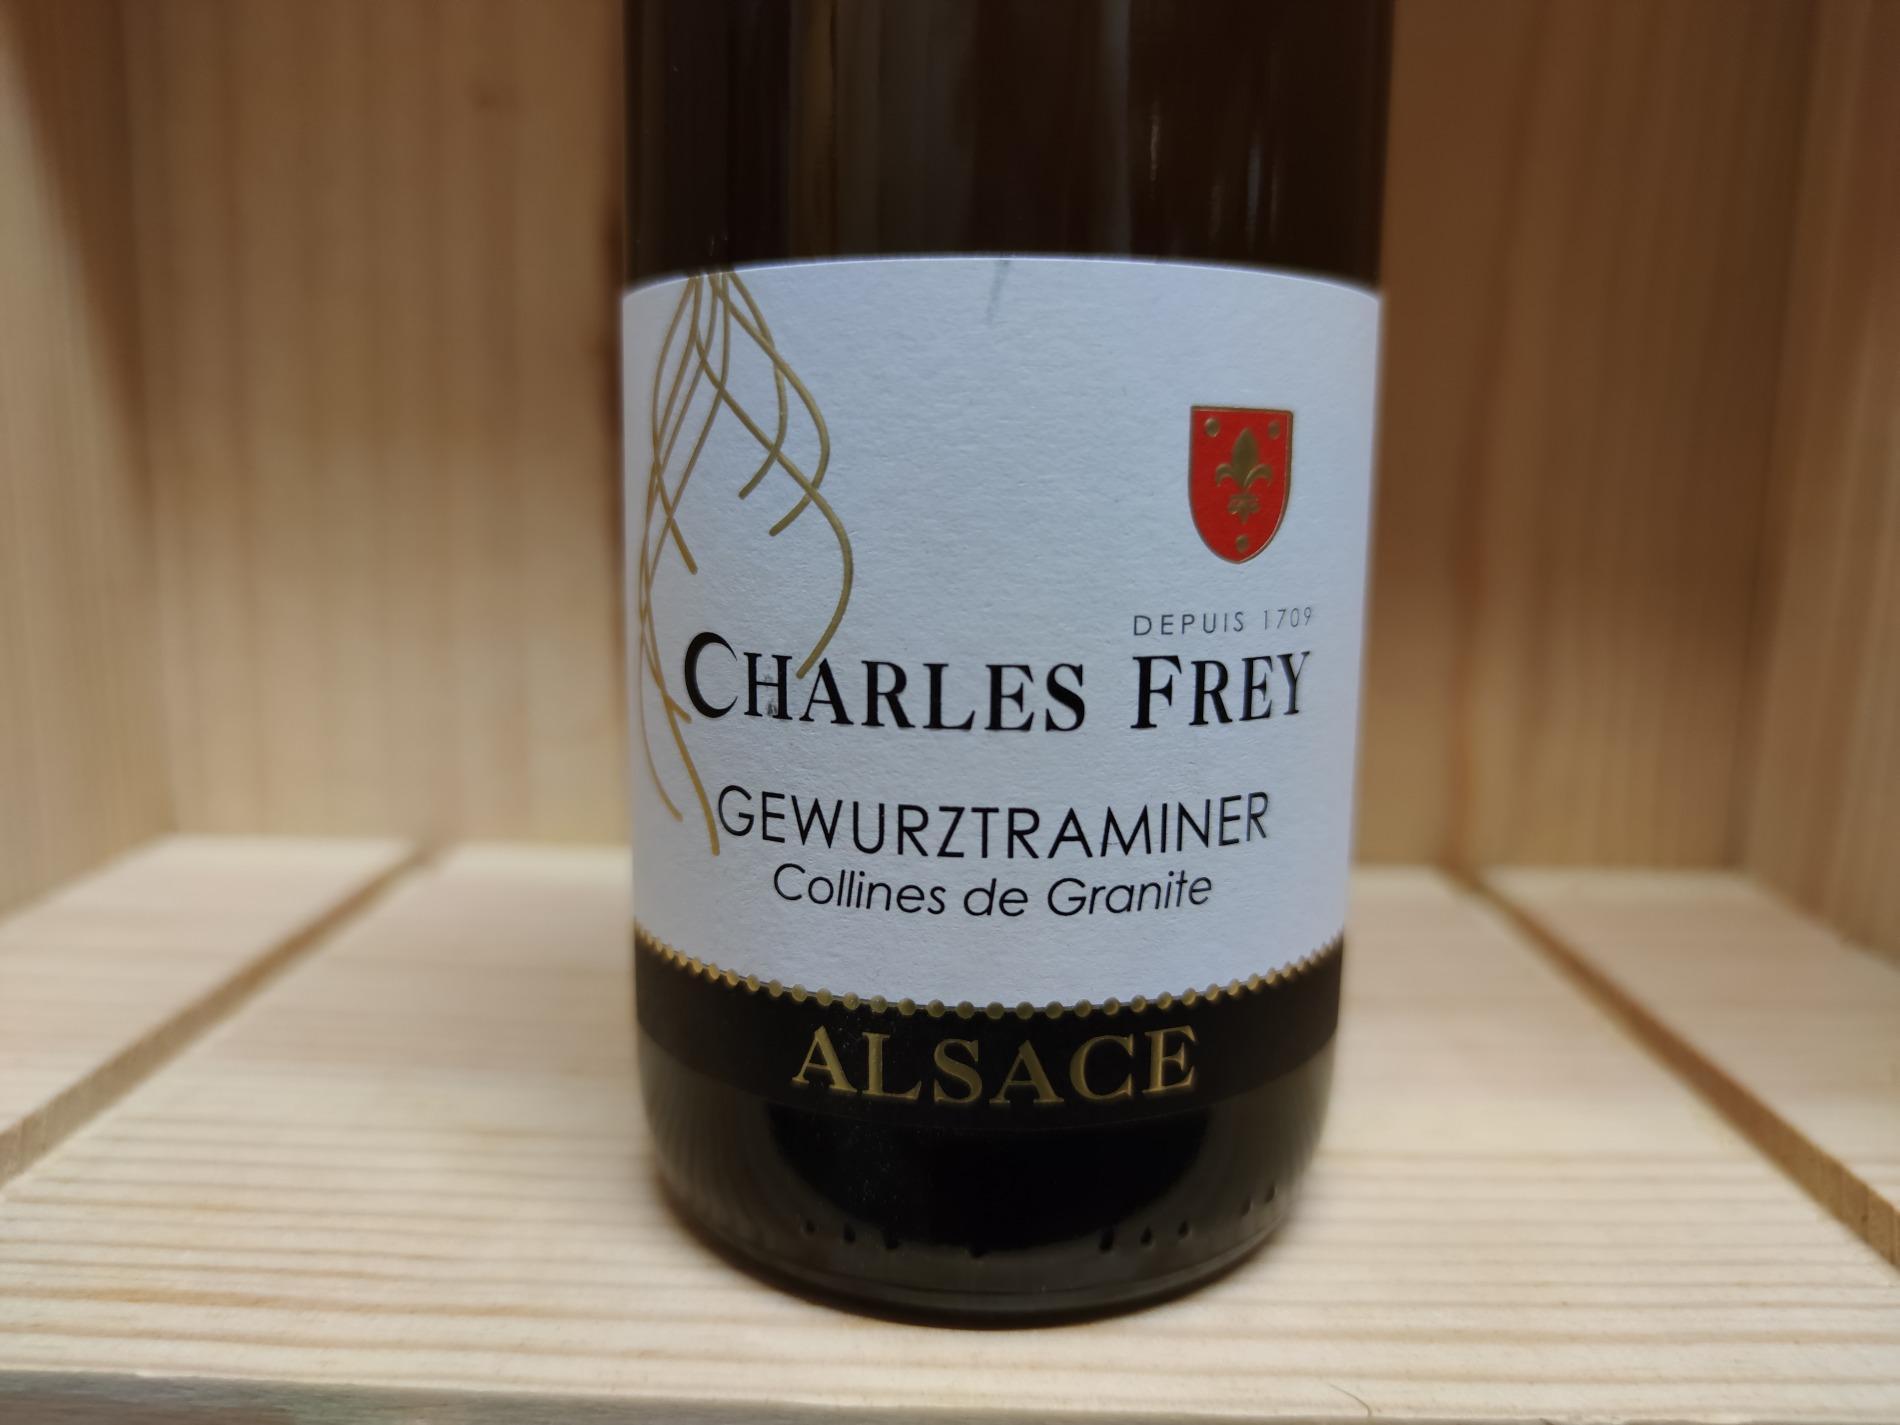 DEPUIS 1709
CHARLES FREY
GEWURZTRAMINER
Collines de Granite
ALSACE